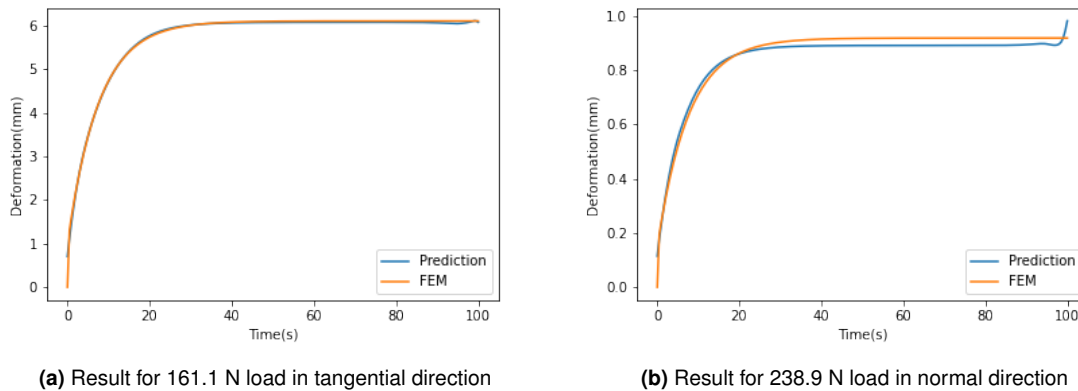 6
5
4
3
2
1
0
Deformation(mm)
0
20
40
60
80
100
Time(s)
Prediction
FEM
(a) Result for 161.1 N load in tangential direction
1.0
0.8
0.6
0.4
0.2
0.0
Deformation(mm)
0
20
40
60
80
100
Time(s)
Prediction
FEM
(b) Result for 238.9 N load in normal direction